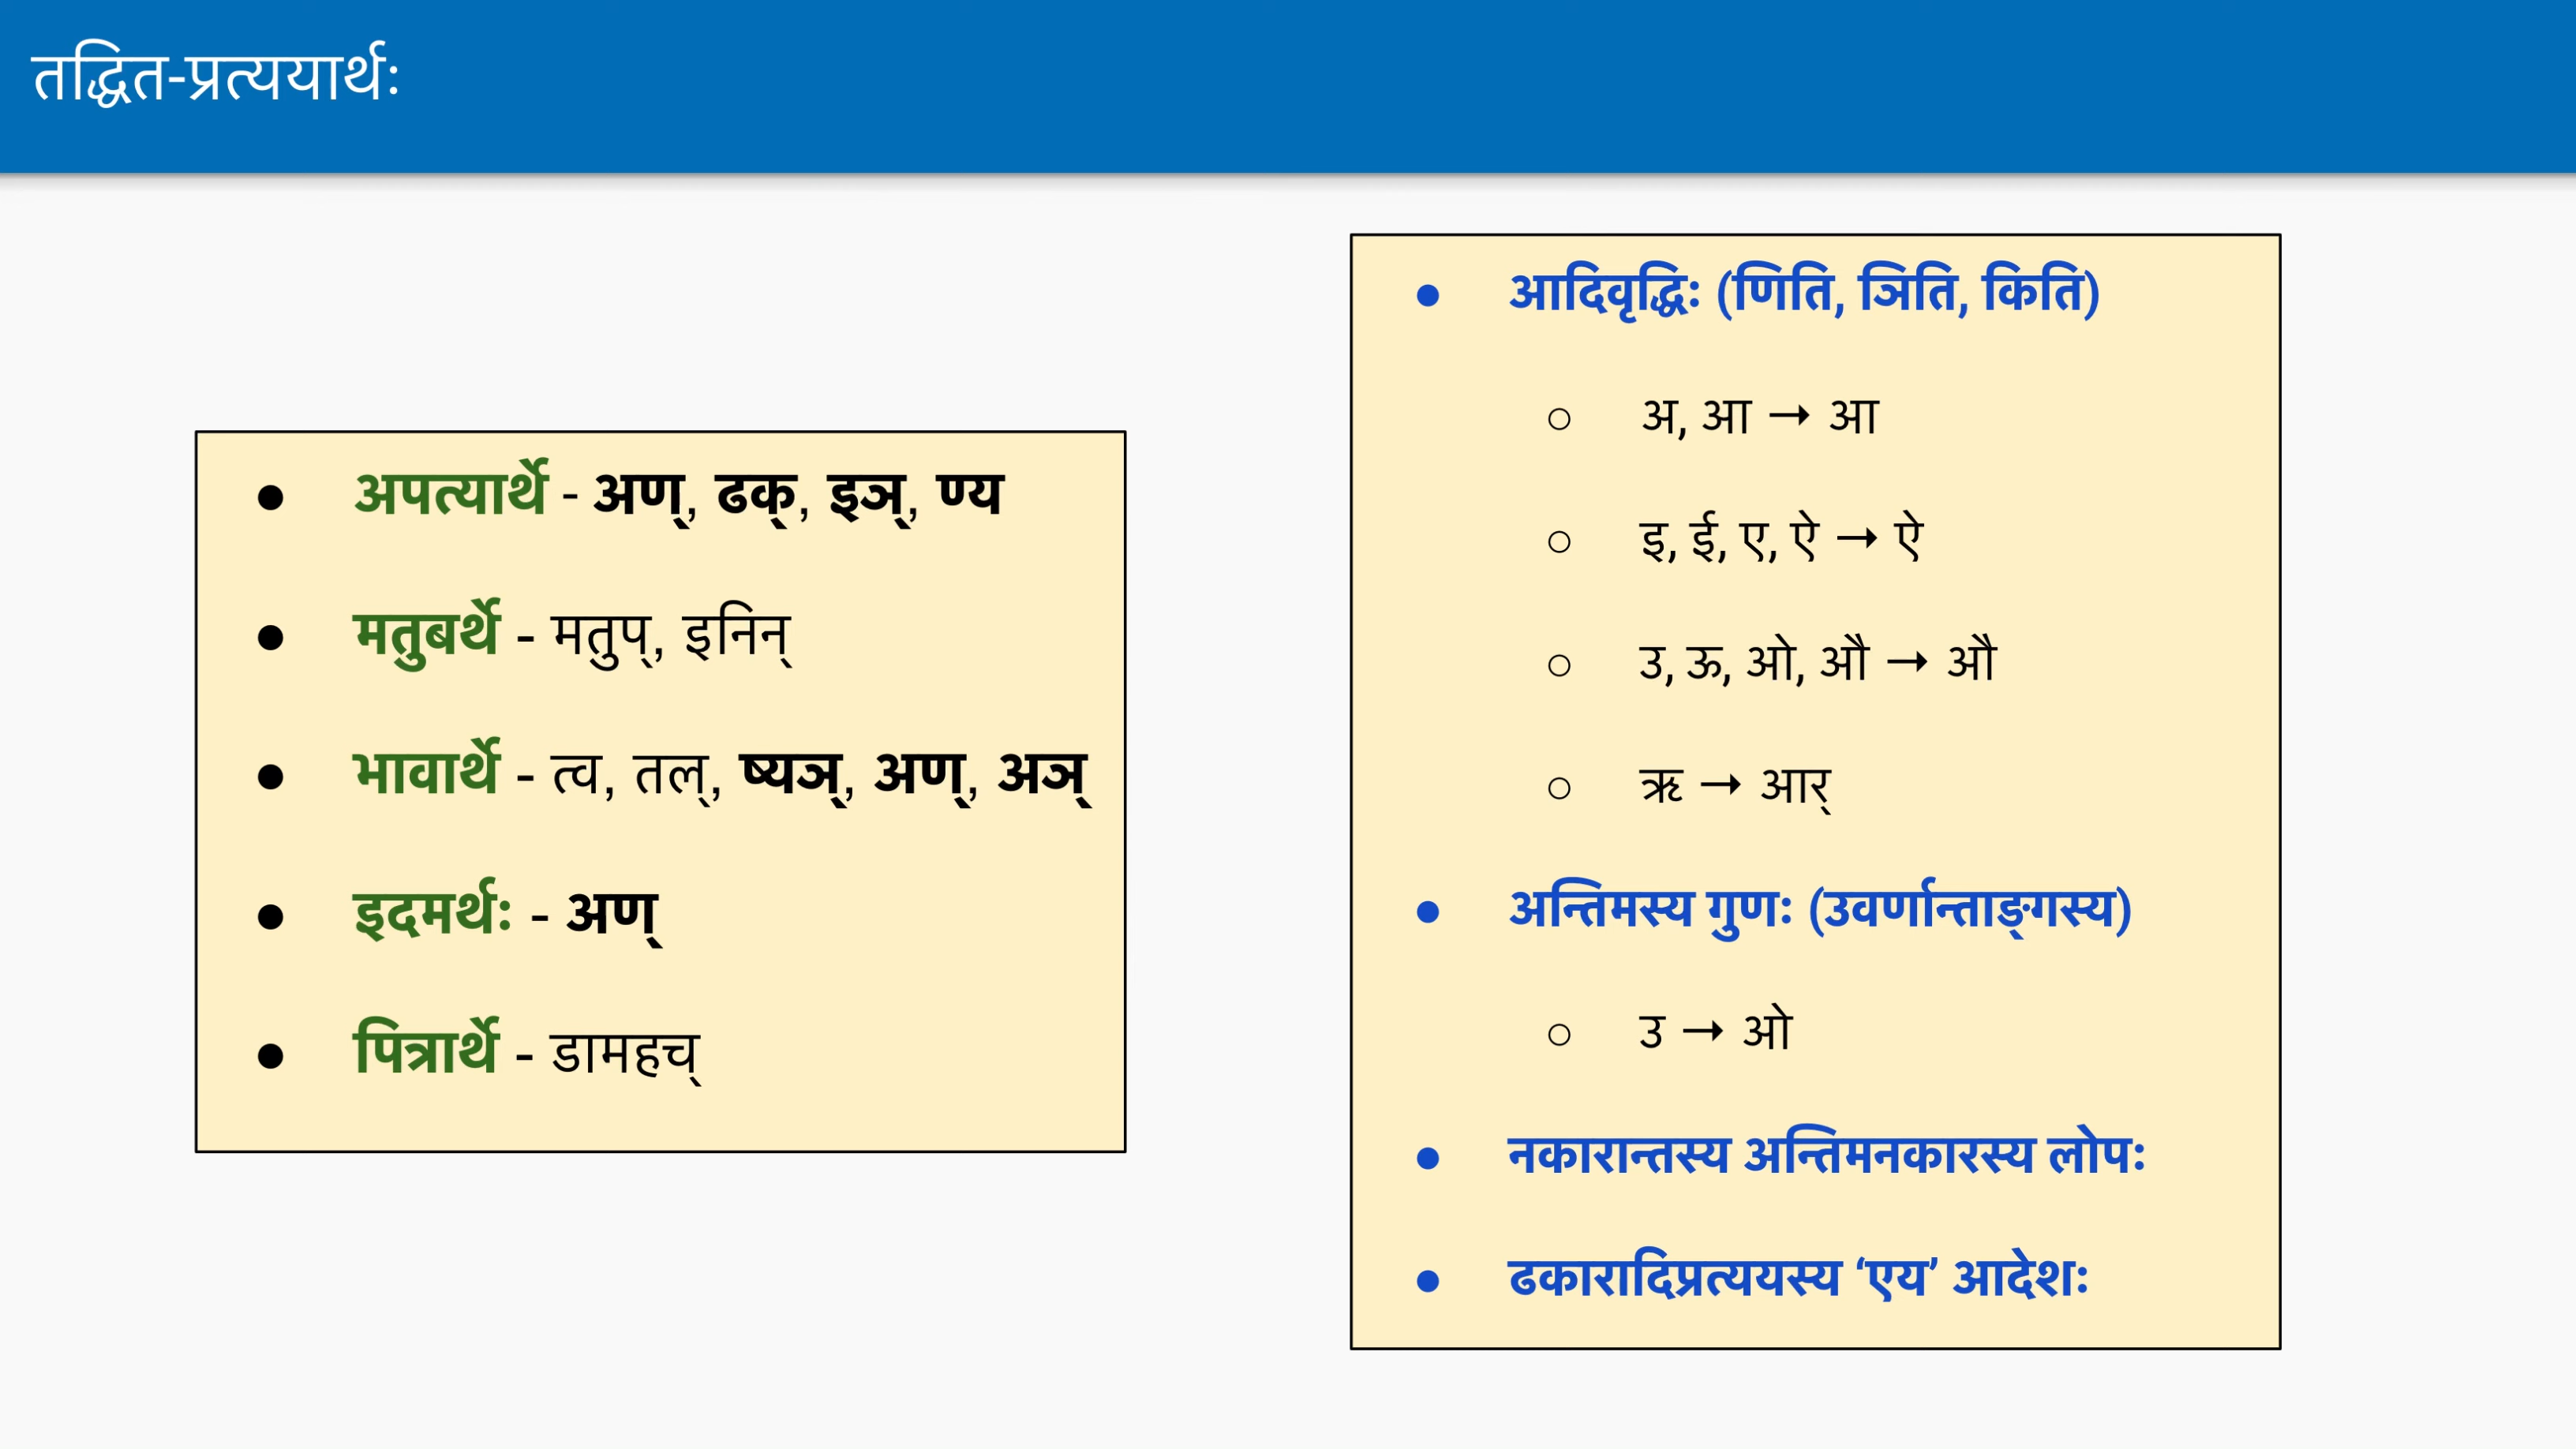 तद्धित-प्रत्ययार्थः
● अपत्यार्थे - अण्, ढक्, इञ्, ण्य
● मतुबर्थे - मतुप्, इनिन्
● भावार्थे - त्व, तल्, ष्यञ्, अण्, अञ्
● इदमर्थः - अण्
● पित्रार्थे - डामहच्
● आदिवृद्धिः (णिति, ञिति, किति)
○ अ, आ → आ
○ इ, ई, ए, ऐ → ऐ
○ उ, ऊ, ओ, औ → औ
○ ऋ → आर्
● अन्तिमस्य गुणः (उवर्णान्ताङ्गस्य)
○ उ → ओ
● नकारान्तस्य अन्तिमनकारस्य लोपः
● ढकारादिप्रत्ययस्य ‘एय’ आदेशः